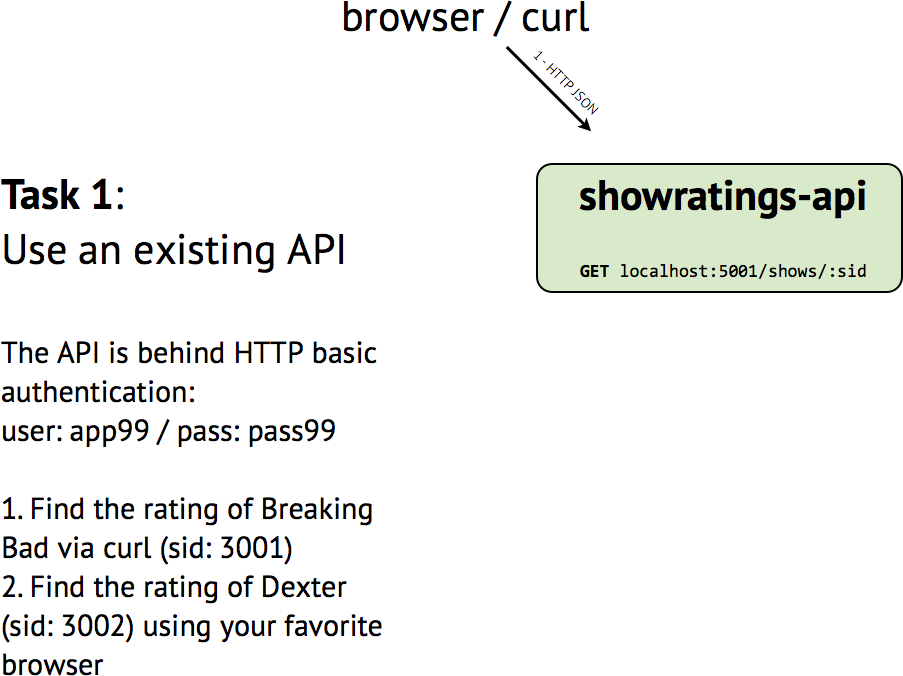 browser / curl
1 - HTTP JSON
Task 1:
Use an existing API
showratings-api
GET localhost:5001/shows/:sid
The API is behind HTTP basic
authentication:
user: app99 / pass: pass99
1. Find the rating of Breaking
Bad via curl (sid: 3001)
2. Find the rating of Dexter
(sid: 3002) using your favorite
browser